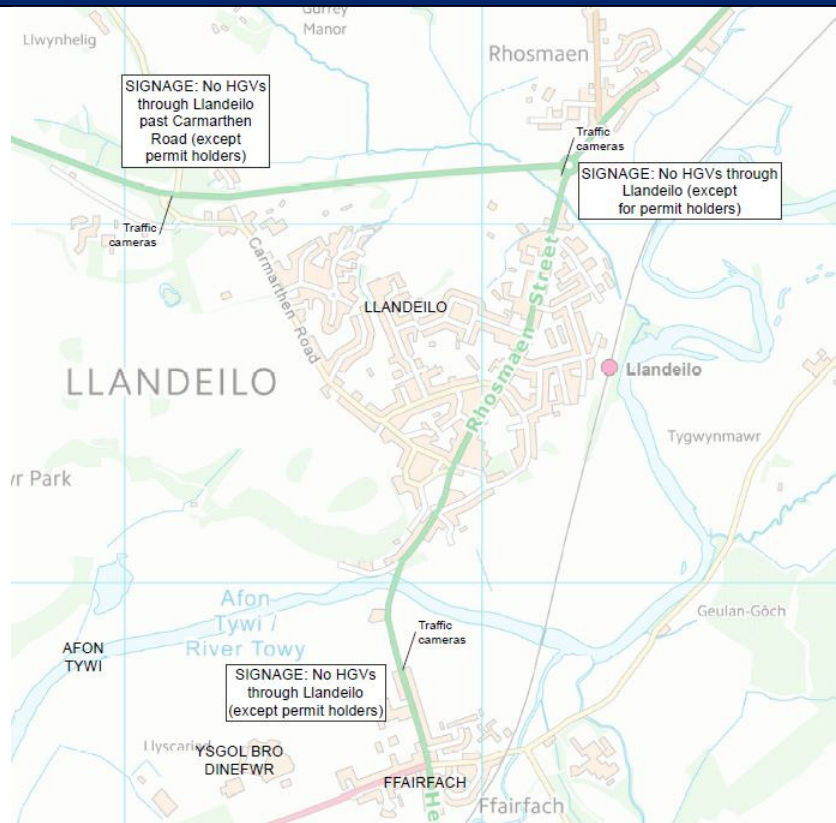 Gurrey
Manor
Llwynhelig
Rhosmaen
SIGNAGE: No HGVs
through Llandeilo
past Carmarthen
Road (except
permit holders)
Traffic
cameras
SIGNAGE: No HGVs through
Llandeilo (except
for permit holders)
Traffic
cameras
Carmarthen Road
LLANDEILO
Rhosmaen Street
Llandeilo
LLANDEILO
Tygwynmawr
yr Park
Afon
Tywi /
River Towy
Geulan-Gôch
Traffic
cameras
AFON
TYWI
SIGNAGE: No HGVs
through Llandeilo
(except permit holders)
YSGOL BRO
DINEFWR
FFAIRFACH
He
Ffairfach